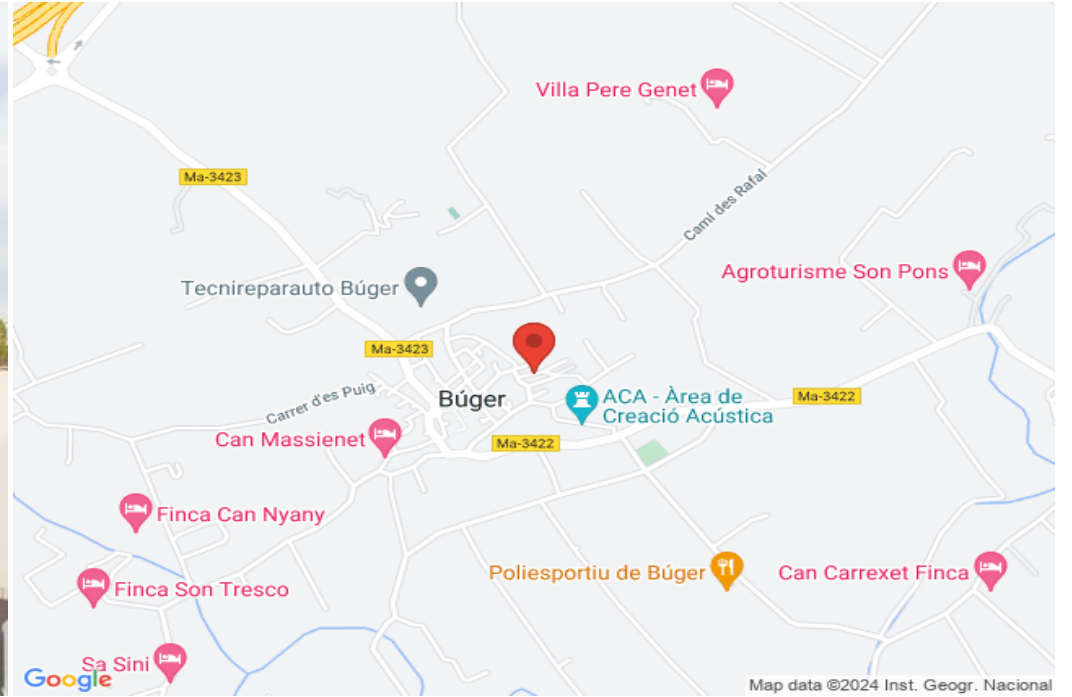 Villa Pere Genet
Ma-3423
Camí des Rafal
Agroturisme Son Pons
Tecnireparauto Búger
Ma-3423
Carrer d'es Puig
Búger
ACA - Àrea de
Creació Acústica
Ma-3422
Can Massienet
Ma-3422
Finca Can Nyany
Poliesportiu de Búger
Can Carrexet Finca
Finca Son Tresco
Sa Sini
Google
Map data ©2024 Inst. Geogr. Nacional